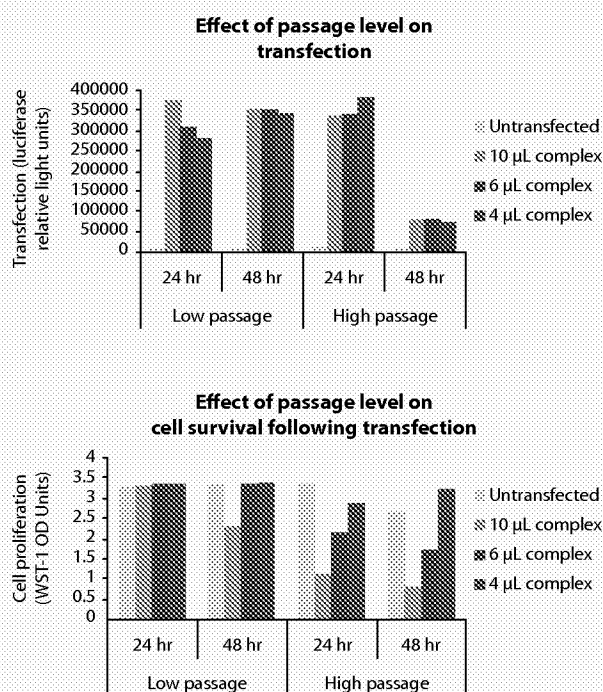 Effect of passage level on
transfection
Transfection (luciferase
relative light units)
400000
350000
300000
250000
200000
150000
100000
50000
0
24 hr 48 hr 24 hr 48 hr
Low passage High passage
Untransfected
10 µL complex
6 µL complex
4 µL complex
Effect of passage level on
cell survival following transfection
Cell proliferation
(WST-1 OD Units)
4
3.5
3
2.5
2
1.5
1
0.5
0
24 hr 48 hr 24 hr 48 hr
Low passage High passage
Untransfected
10 µL complex
6 µL complex
4 µL complex